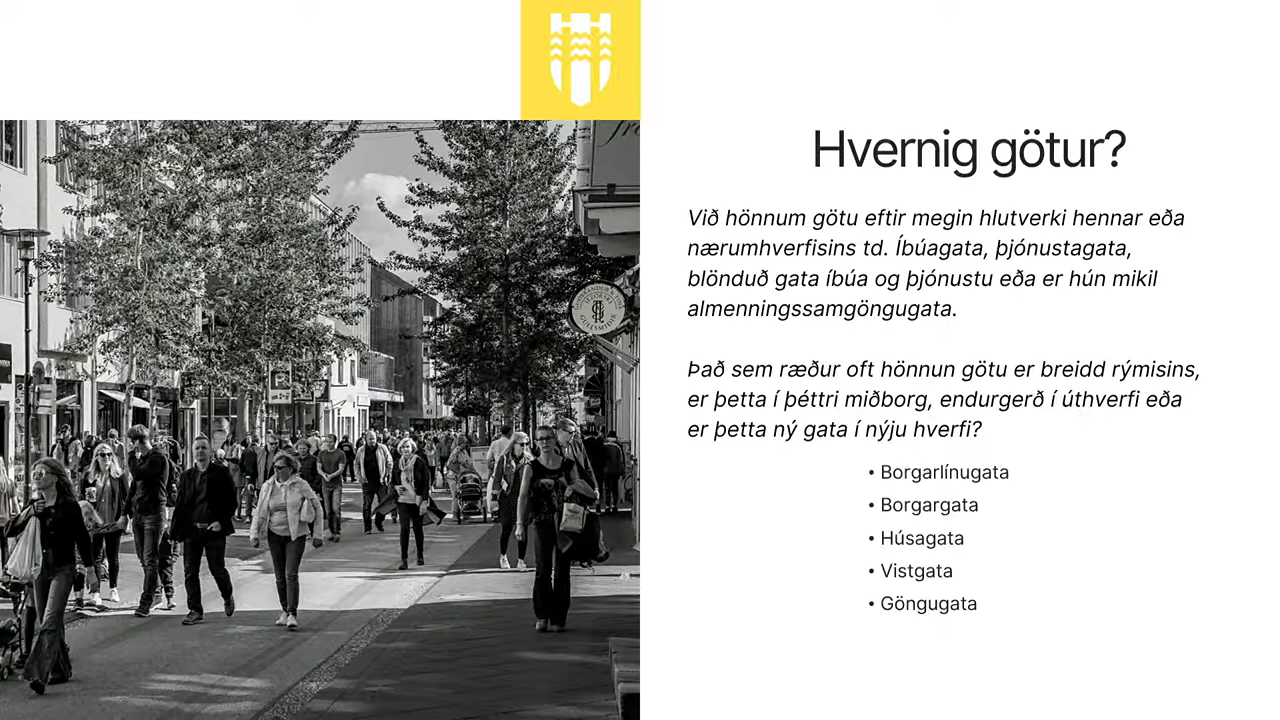 Hvernig götur?
Við hönnum götu eftir megin hlutverki hennar eða
nærumhverfisins td. Íbúagata, þjónustagata,
blönduð gata íbúa og þjónustu eða er hún mikil
almenningssamgöngugata.
Það sem ræður oft hönnun götu er breidd rýmisins,
er þetta í þéttri miðborg, endurgerð í úthverfi eða
er þetta ný gata í nýju hverfi?
• Borgarlínugata
• Borgargata
• Húsagata
• Vistgata
• Göngugata